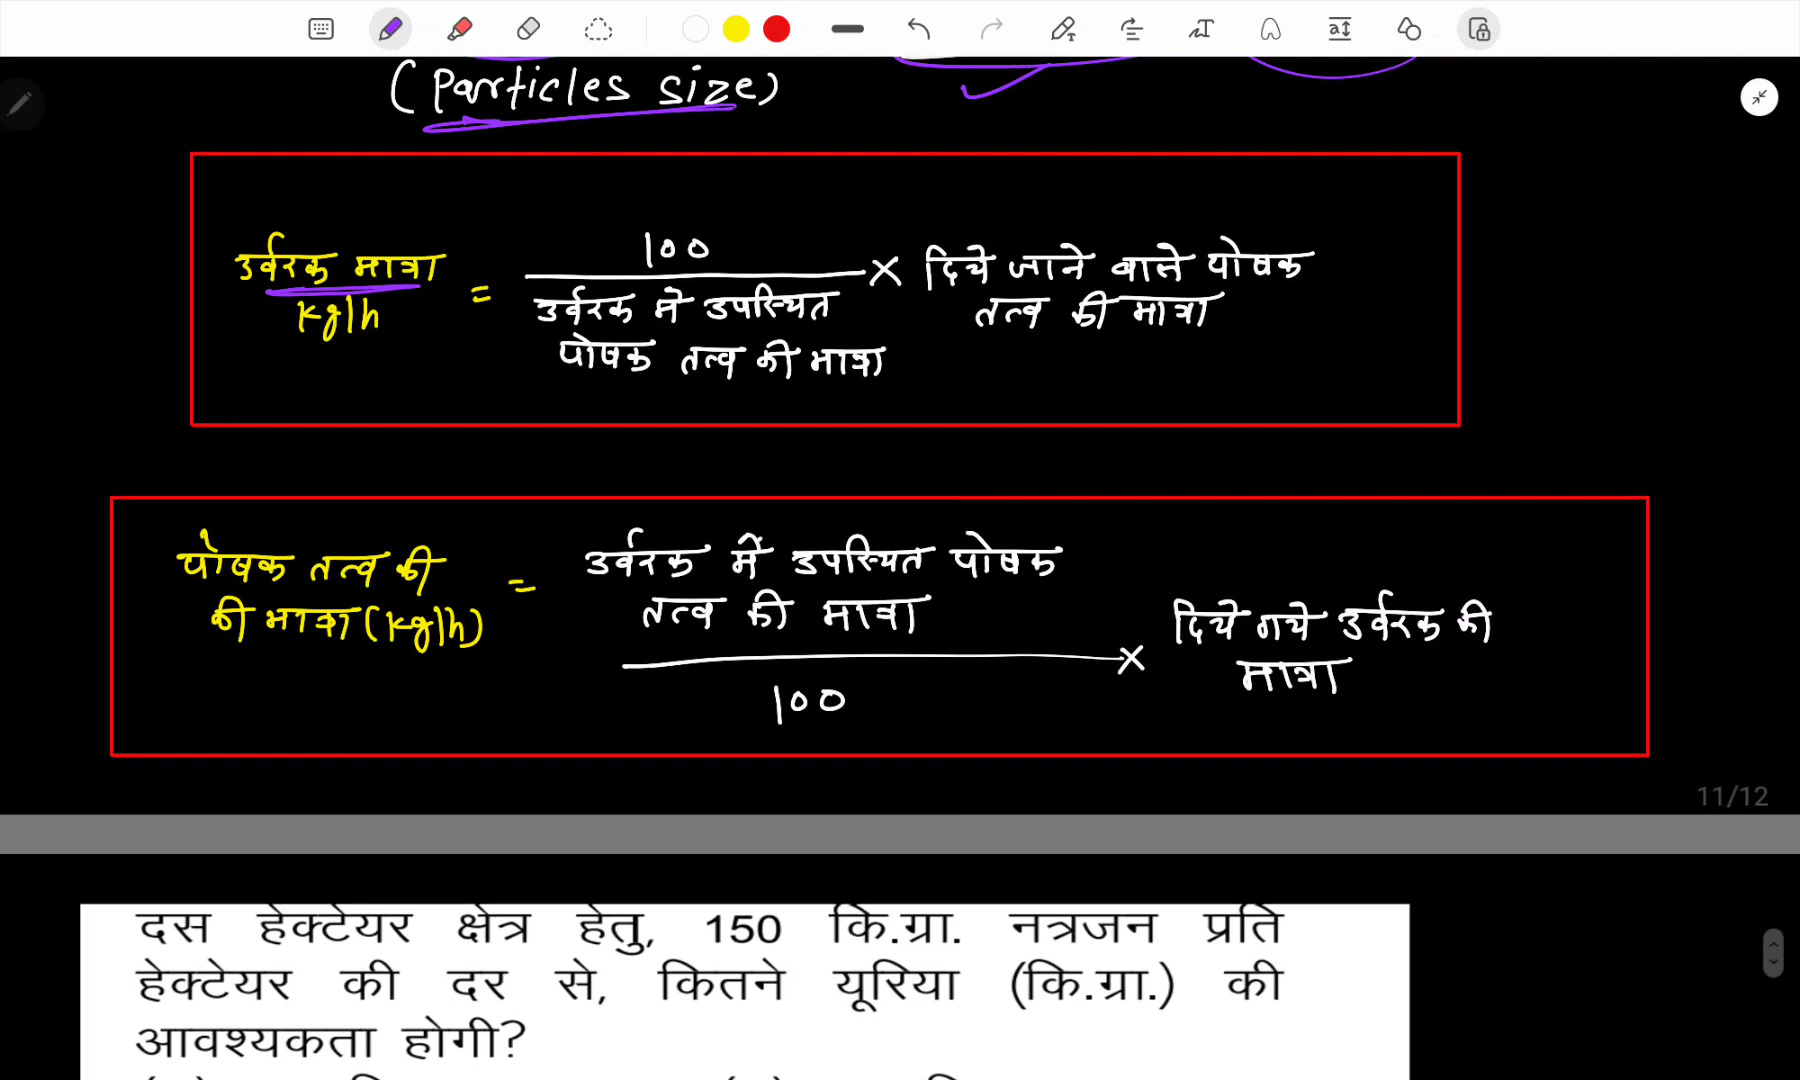 (Particles size)
100
उर्वरक मात्रा = × दिये जाने वाले पोषक
kg/h उर्वरक मे उपस्थित तत्व की मात्रा
पोषक तत्व की मात्रा
पोषक तत्व की = उर्वरक में उपस्थित पोषक
की मात्रा (kg/h) तत्व की मात्रा × दिये गये उर्वरक की
100 मात्रा
11/12
दस हेक्टेयर क्षेत्र हेतु, 150 कि.ग्रा. नत्रजन प्रति
हेक्टेयर की दर से, कितने यूरिया (कि.ग्रा.) की
आवश्यकता होगी?